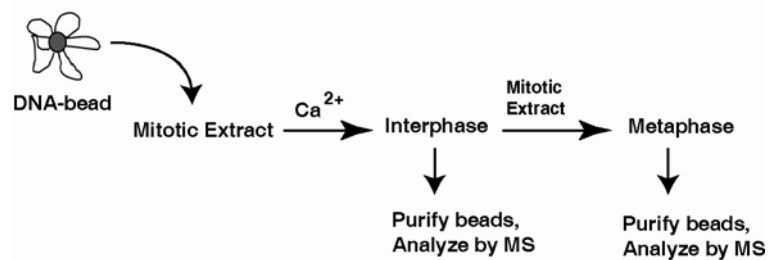 DNA-bead
Mitotic Extract
Ca2+
Interphase
Mitotic
Extract
Metaphase
Purify beads,
Analyze by MS
Purify beads,
Analyze by MS